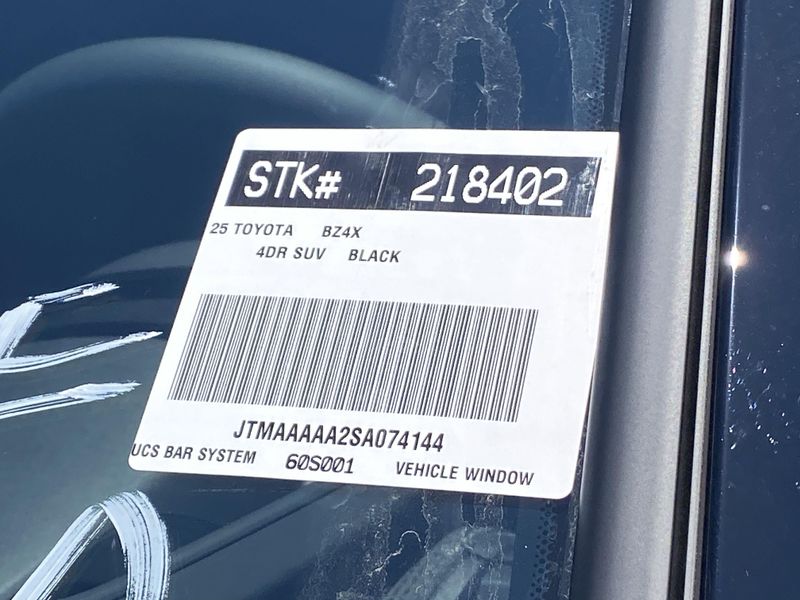 STK# 218402
25 TOYOTA BZ4X
4DR SUV BLACK
JTMAAAAA2SA074144
UCS BAR SYSTEM 60S001 VEHICLE WINDOW